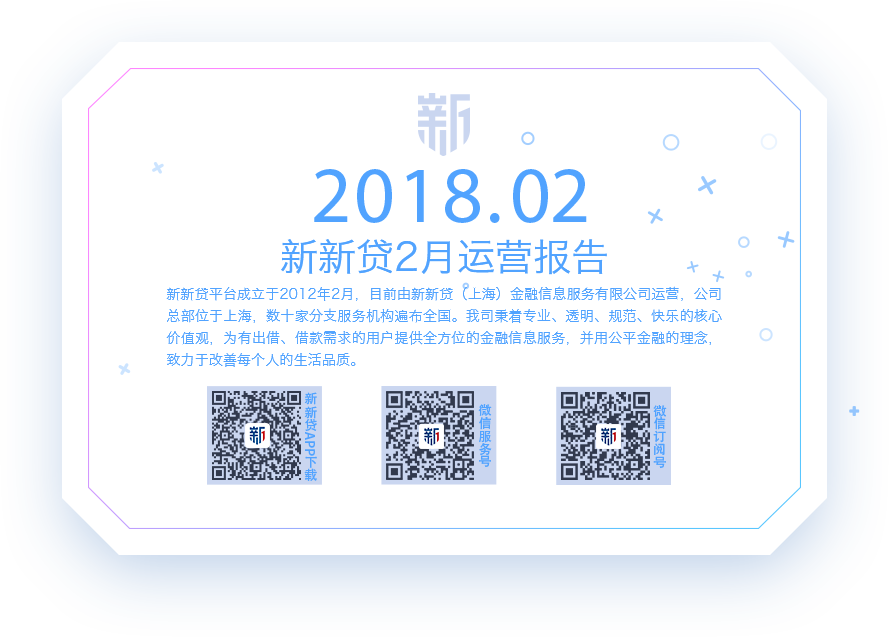 新
2018.02
新新贷2月运营报告
新新贷平台成立于2012年2月，目前由新新贷（上海）金融信息服务有限公司运营，公司
总部位于上海，数十家分支服务机构遍布全国。我司秉着专业、透明、规范、快乐的核心
价值观，为有出借、借款需求的用户提供全方位的金融信息服务，并用公平金融的理念，
致力于改善每个人的生活品质。
新
新新贷APP下载
新
微信服务号
新
微信订阅号